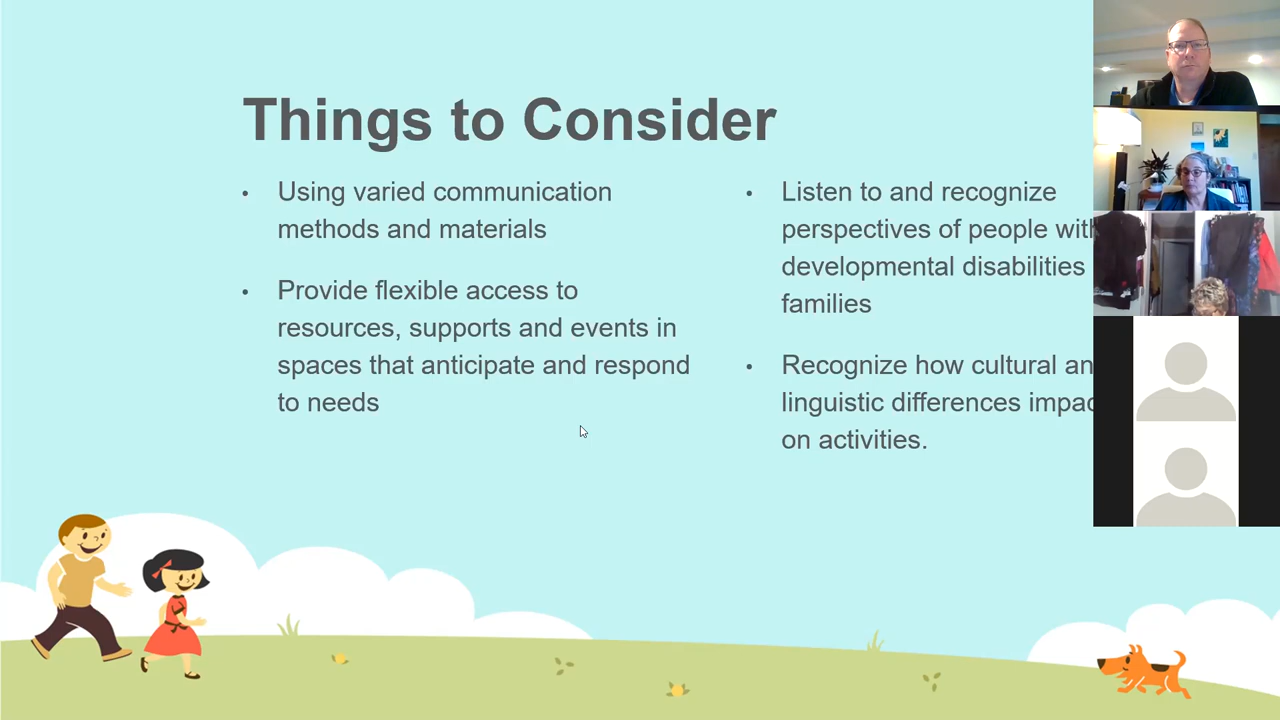 Things to Consider
• Using varied communication
methods and materials
• Provide flexible access to
resources, supports and events in
spaces that anticipate and respond
to needs
• Listen to and recognize
perspectives of people with
developmental disabilities
families
• Recognize how cultural an
linguistic differences impac
on activities.